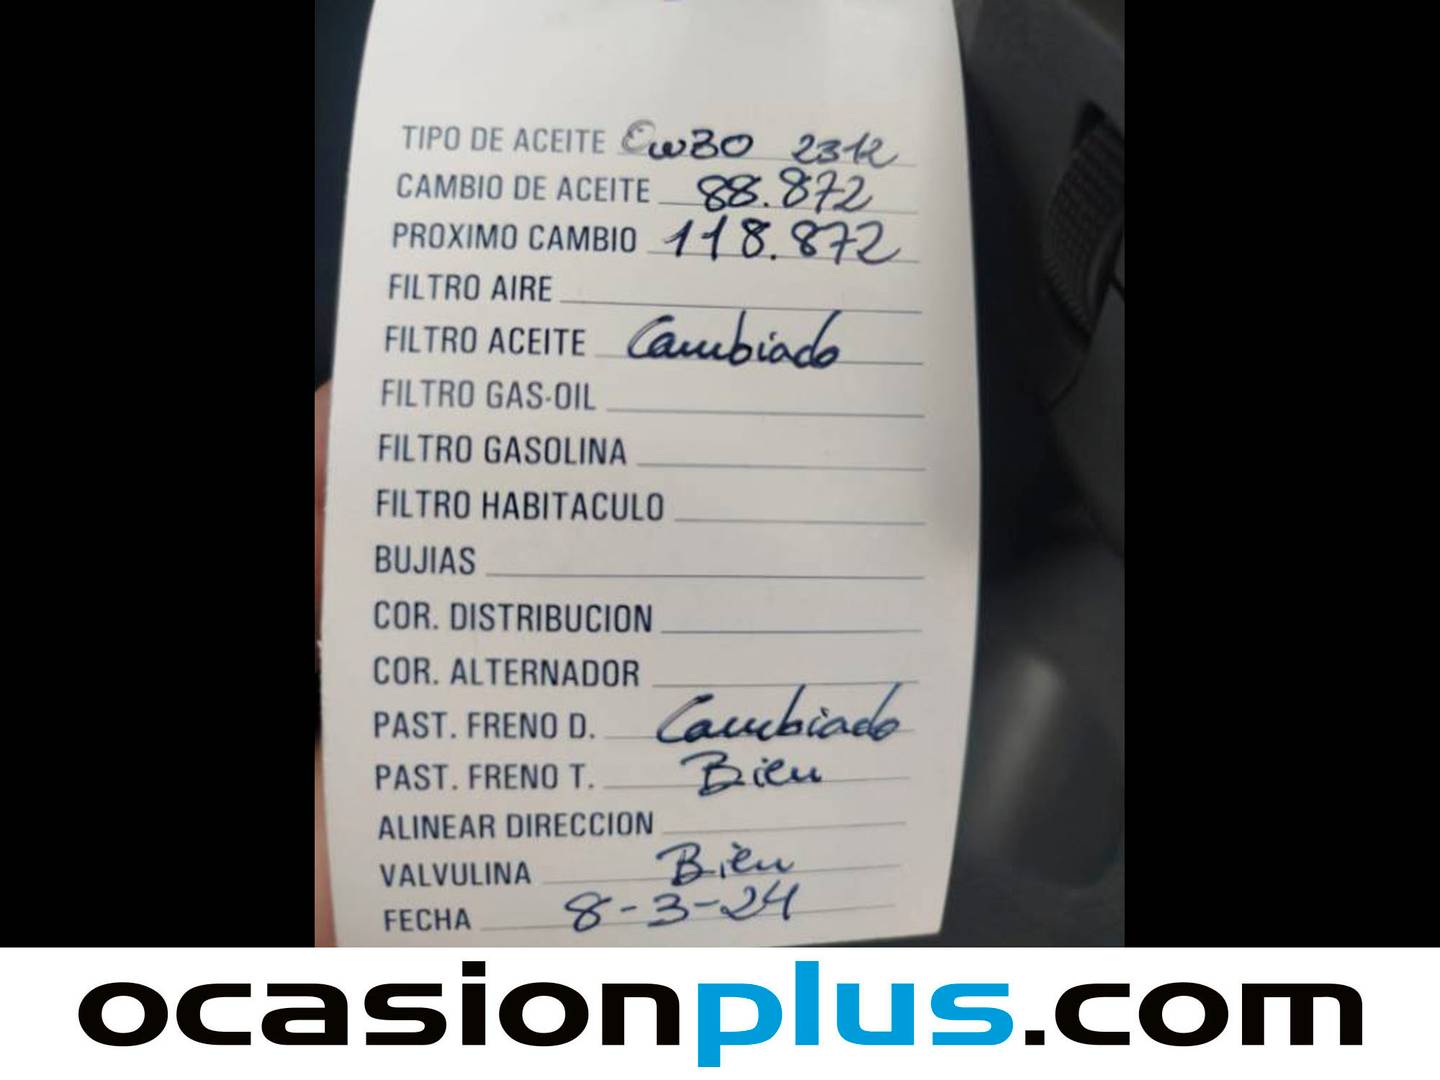 TIPO DE ACEITE 0w30 2312
CAMBIO DE ACEITE 88.872
PROXIMO CAMBIO 118.872
FILTRO AIRE
FILTRO ACEITE Cambiado
FILTRO GAS-OIL
FILTRO GASOLINA
FILTRO HABITACULO
BUJIAS
COR. DISTRIBUCION
COR. ALTERNADOR
PAST. FRENO D. Cambiado
PAST. FRENO T. Bien
ALINEAR DIRECCION
VALVULINA Bien
FECHA 8-3-24
ocasionplus.com